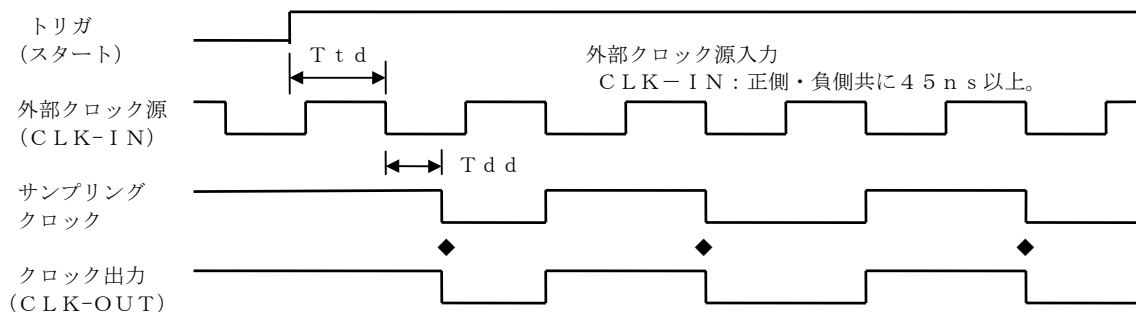 トリガ
(スタート)
Ｔｔｄ
外部クロック源入力
ＣＬＫ－ＩＮ：正側・負側共に４５ｎｓ以上。
外部クロック源
(ＣＬＫ-ＩＮ)
Ｔｄｄ
サンプリング
クロック
クロック出力
(ＣＬＫ-ＯＵＴ)